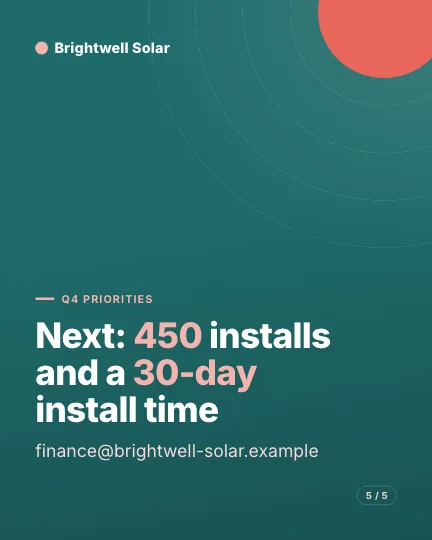 Brightwell Solar
Q4 PRIORITIES
Next: 450 installs
and a 30-day
install time
finance@brightwell-solar.example
5 / 5